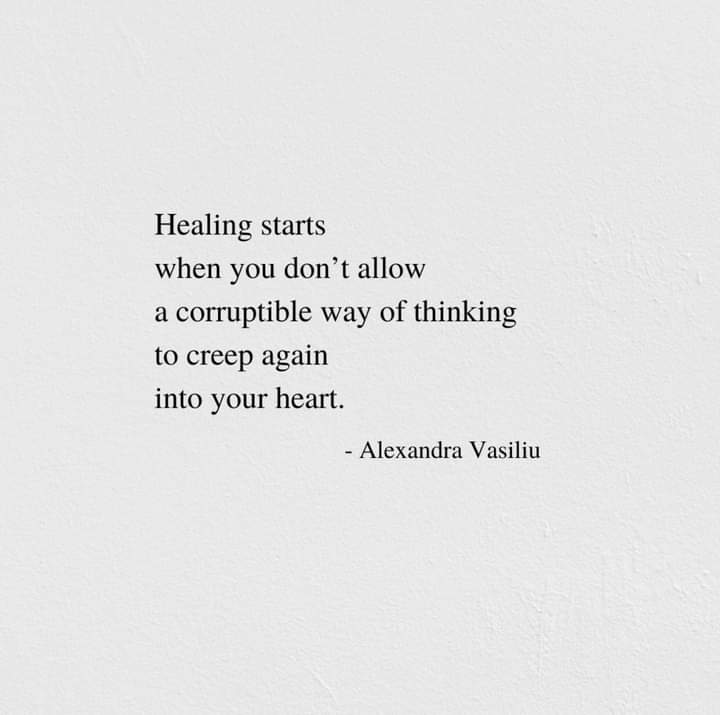 Healing starts
when you don’t allow
a corruptible way of thinking
to creep again
into your heart.
- Alexandra Vasiliu